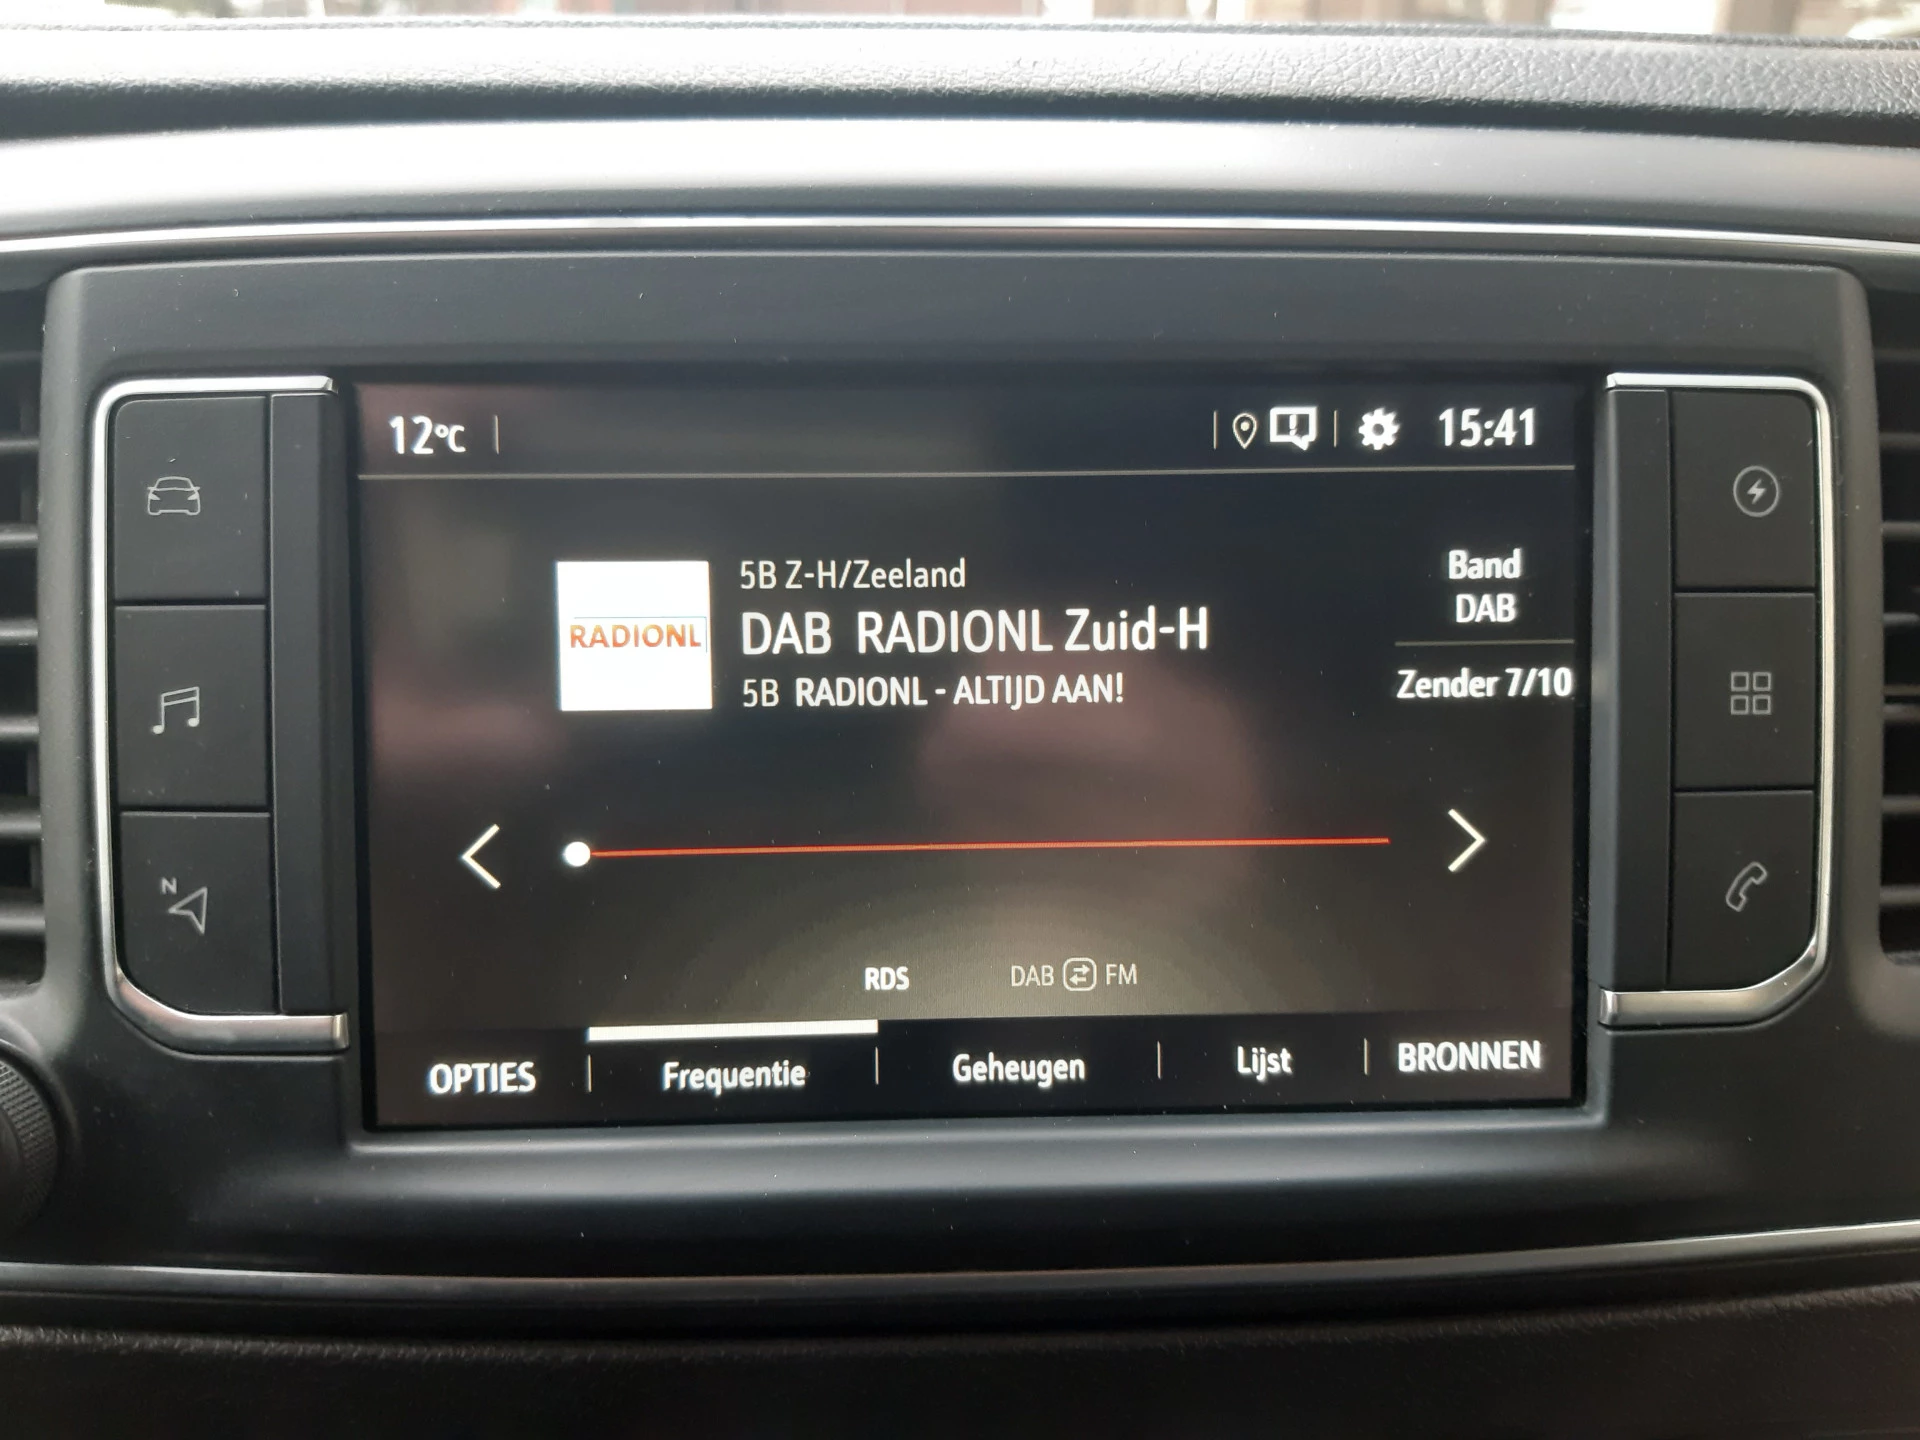 12°C
15:41
5B Z-H/Zeeland
DAB RADIONL Zuid-H
5B RADIONL - ALTIJD AAN!
RADIONL
Band
DAB
Zender 7/10
N
RDS
DAB FM
OPTIES
Frequentie
Geheugen
Lijst
BRONNEN